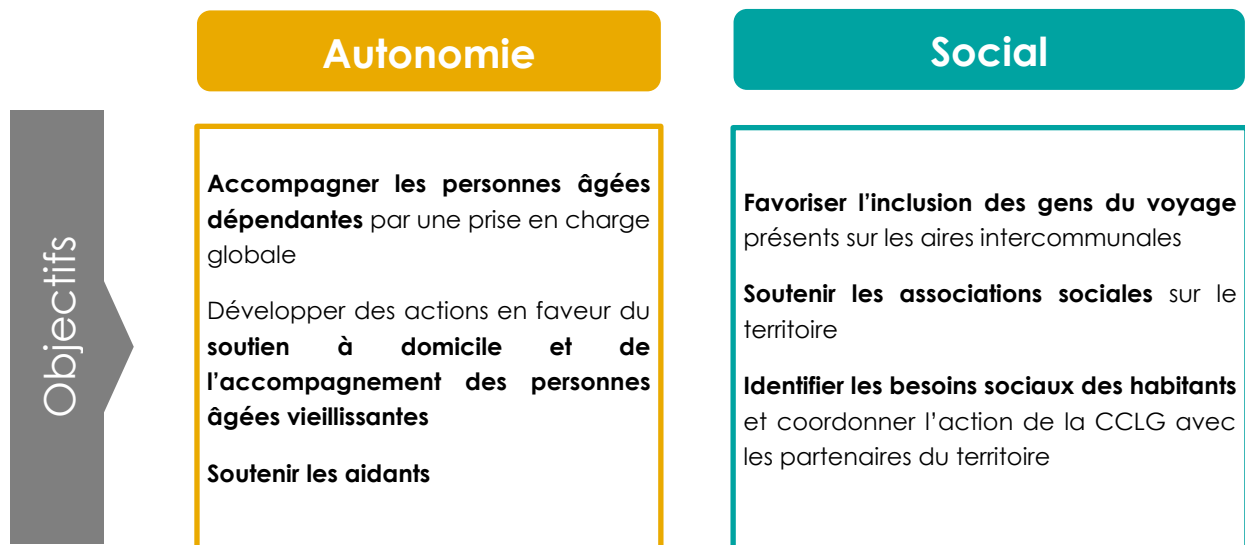 Autonomie
Social
Objectifs
Accompagner les personnes âgées
dépendantes par une prise en charge
globale
Développer des actions en faveur du
soutien à domicile et de
l'accompagnement des personnes
âgées vieillissantes
Soutenir les aidants
Favoriser l'inclusion des gens du voyage
présents sur les aires intercommunales
Soutenir les associations sociales sur le
territoire
Identifier les besoins sociaux des habitants
et coordonner l'action de la CCLG avec
les partenaires du territoire